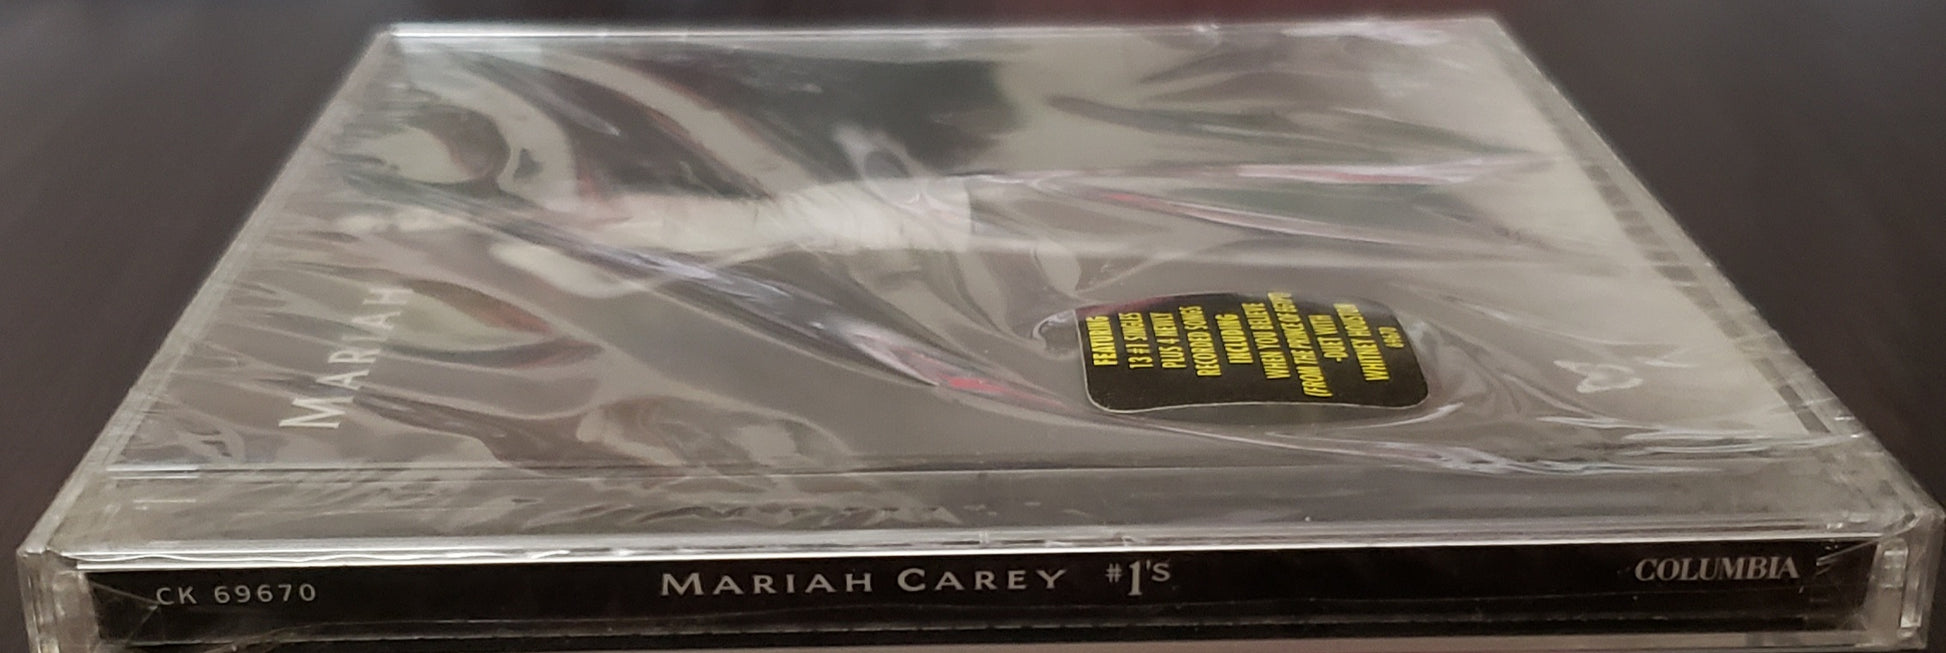 MARIAH
FEATURING
13 #1 SINGLES
PLUS 4 NEWLY
RECORDED SONGS
INCLUDING
WHEN YOU BELIEVE
(FROM THE PRINCE OF EGYPT)
-DUET WITH
WHITNEY HOUSTON
CK 69670
MARIAH CAREY #1's
COLUMBIA